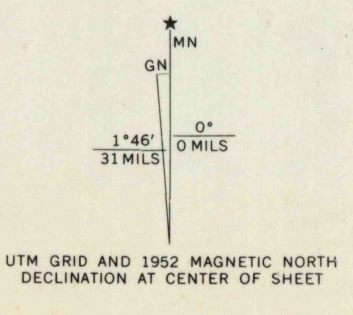 ★
MN
GN
1°46′
31 MILS
0°
0 MILS
UTM GRID AND 1952 MAGNETIC NORTH
DECLINATION AT CENTER OF SHEET